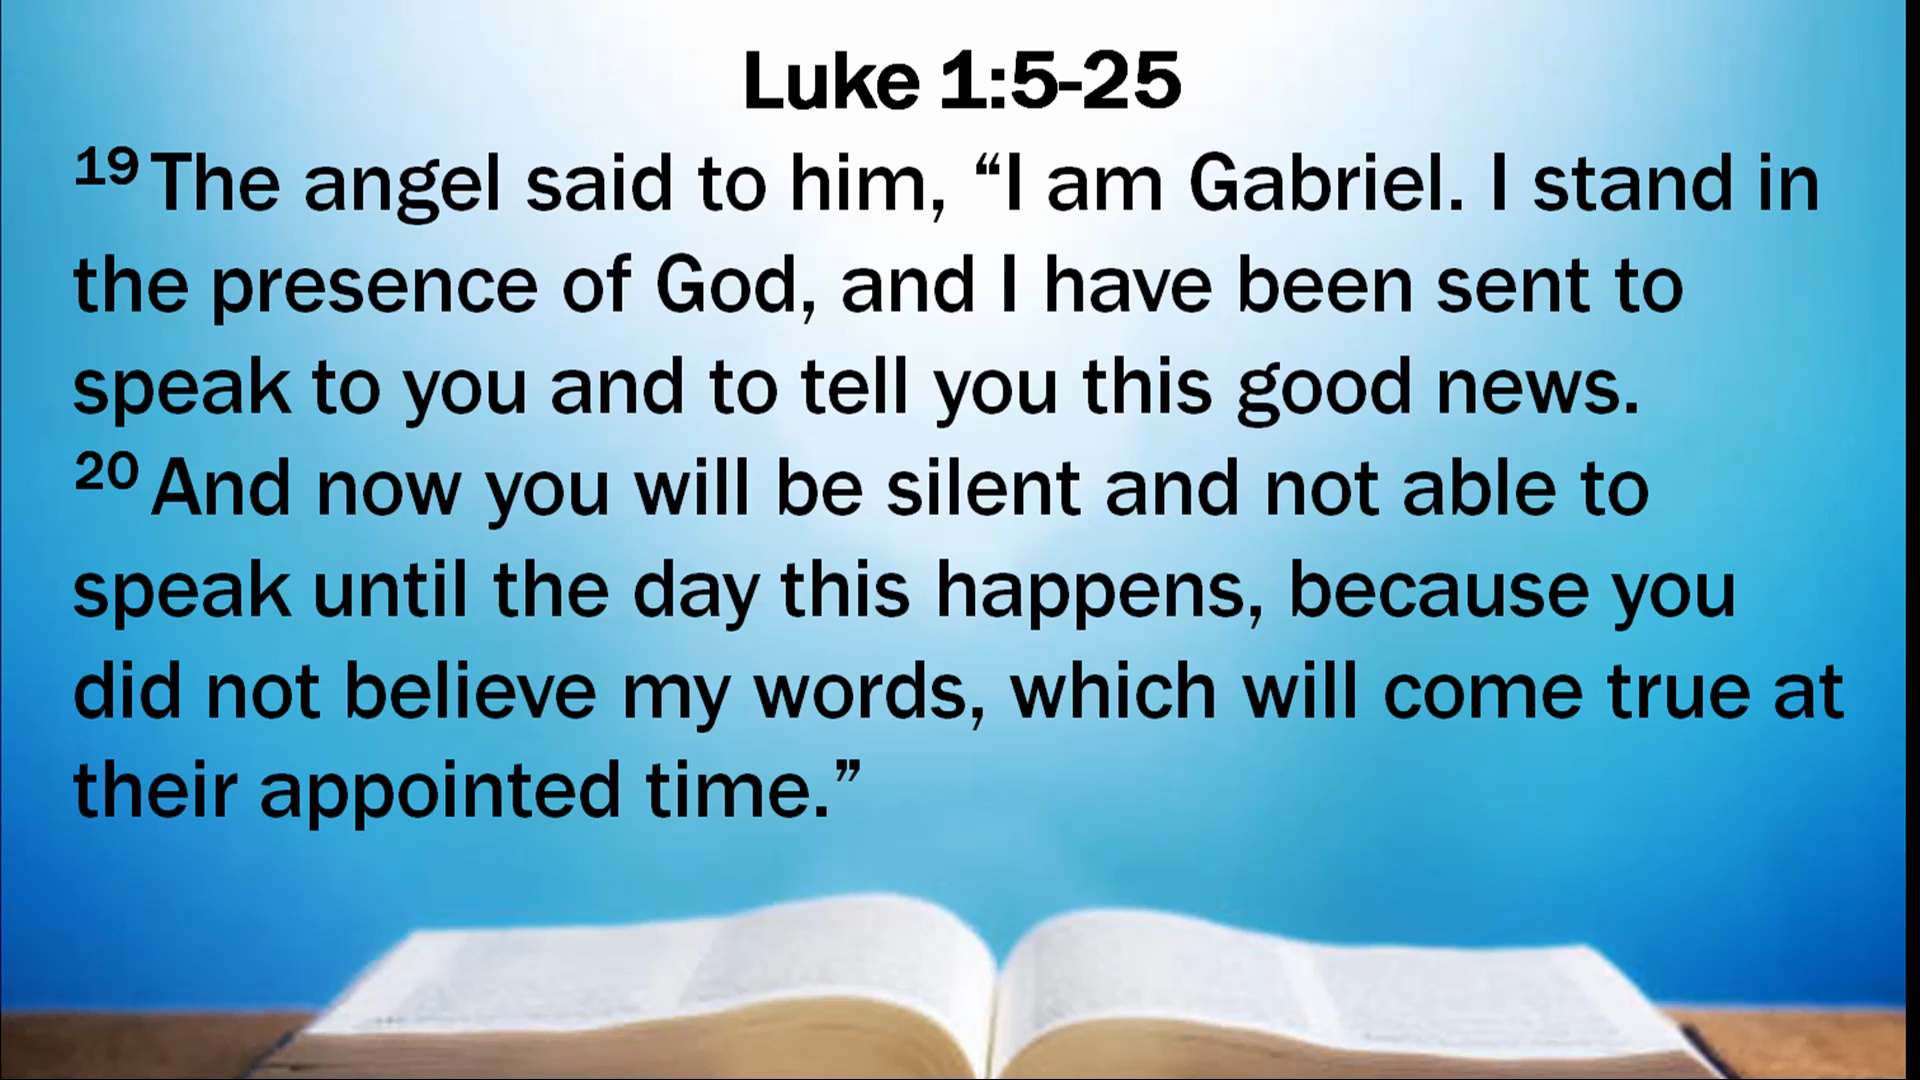 Luke 1:5-25
19 The angel said to him, “I am Gabriel. I stand in
the presence of God, and I have been sent to
speak to you and to tell you this good news.
20 And now you will be silent and not able to
speak until the day this happens, because you
did not believe my words, which will come true at
their appointed time.”